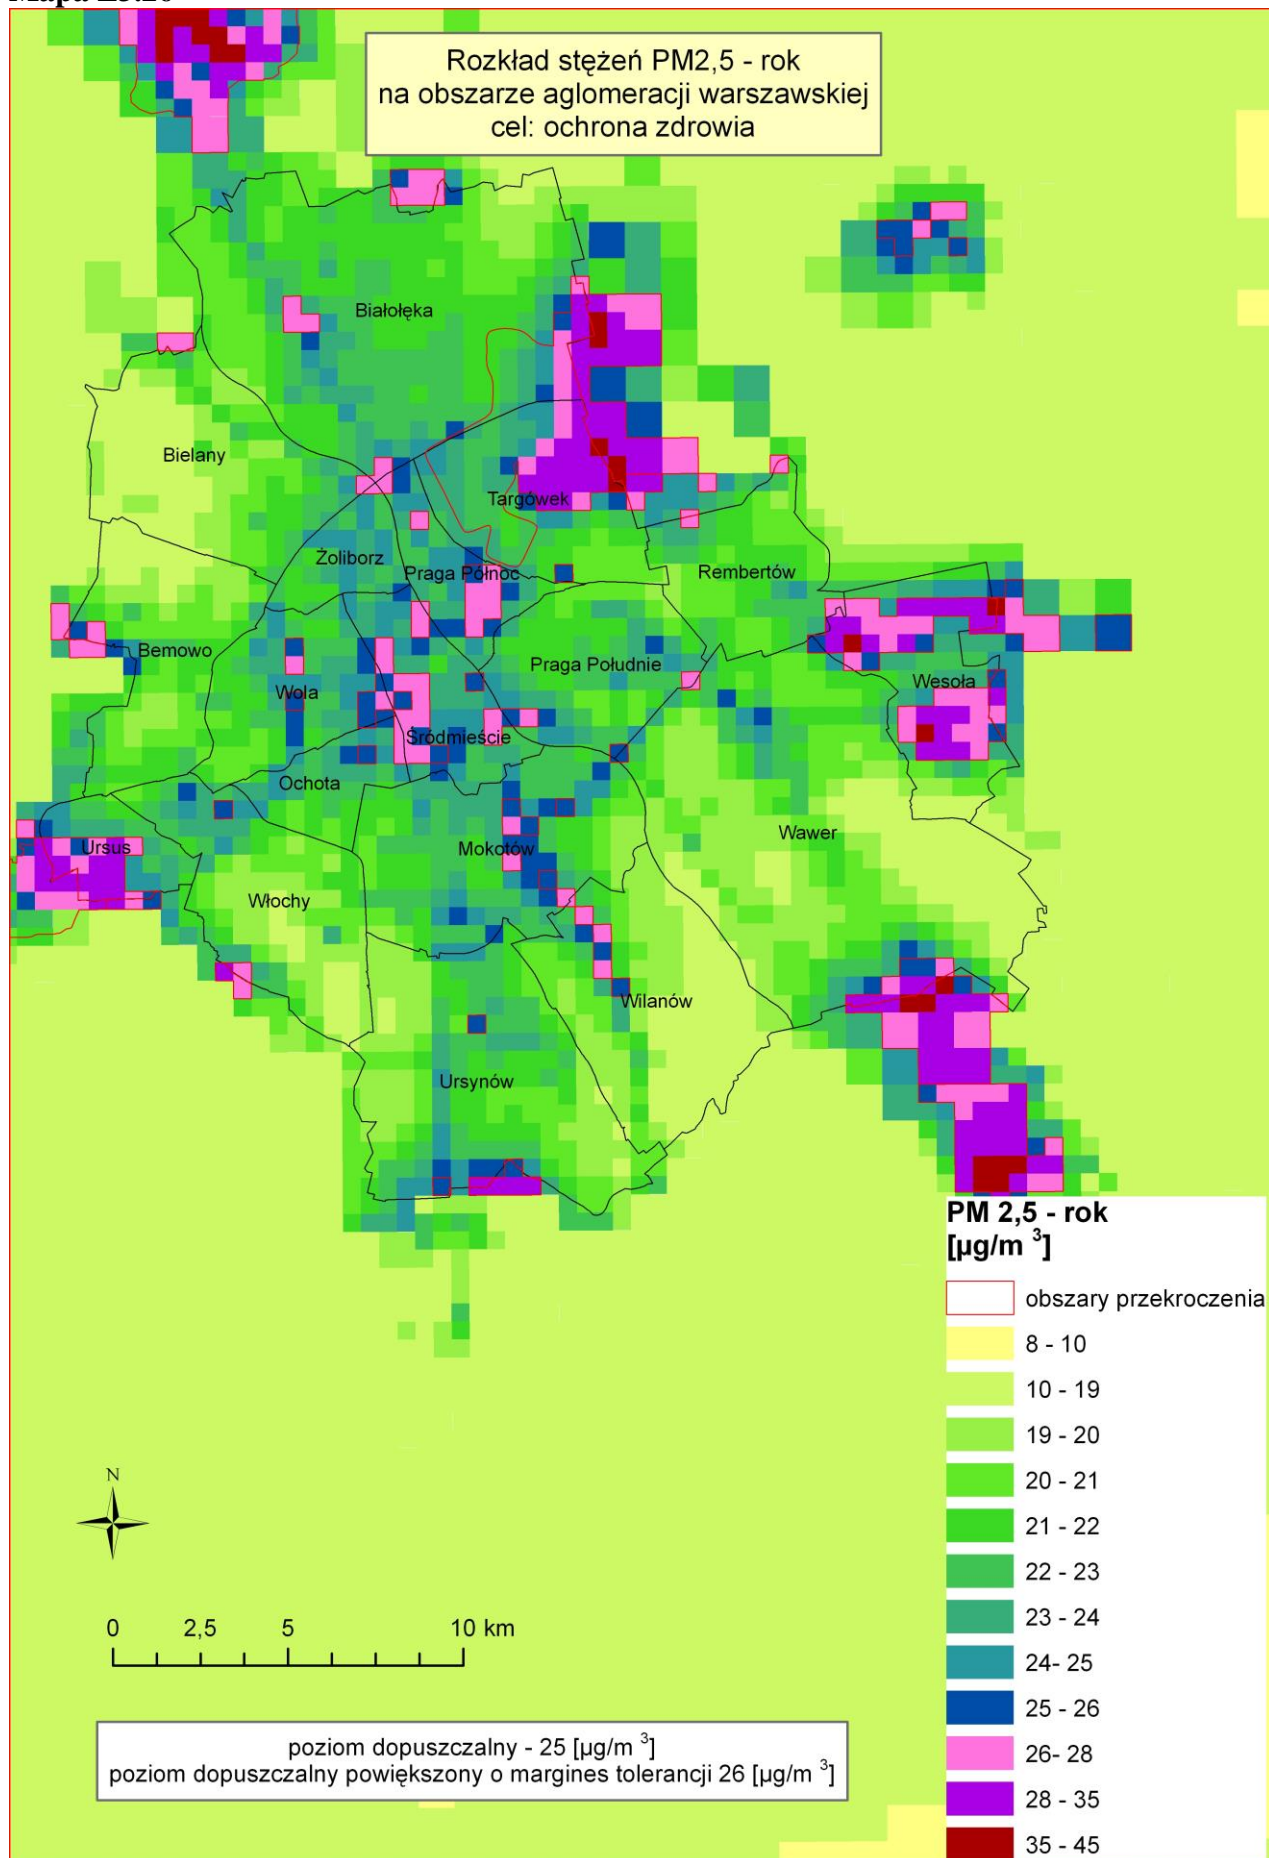 Rozkład stężeń PM2,5 - rok
na obszarze aglomeracji warszawskiej
cel: ochrona zdrowia
Białołęka
Bielany
Targówek
Żoliborz
Praga Północ
Rembertów
Bemowo
Praga Południe
Wola
Wesoła
Śródmieście
Ochota
Wawer
Ursus
Mokotów
Włochy
Wilanów
Ursynów
PM 2,5 - rok
[µg/m ³]
obszary przekroczenia
8 - 10
10 - 19
19 - 20
20 - 21
21 - 22
22 - 23
23 - 24
24- 25
25 - 26
26- 28
28 - 35
35 - 45
N
0 2,5 5 10 km
poziom dopuszczalny - 25 [µg/m ³]
poziom dopuszczalny powiększony o margines tolerancji 26 [µg/m ³]